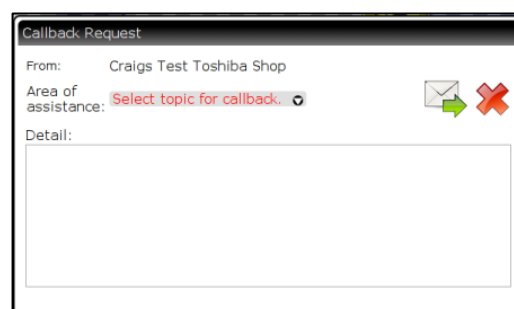 Callback Request
From: Craigs Test Toshiba Shop
Area of
assistance: Select topic for callback.
Detail: